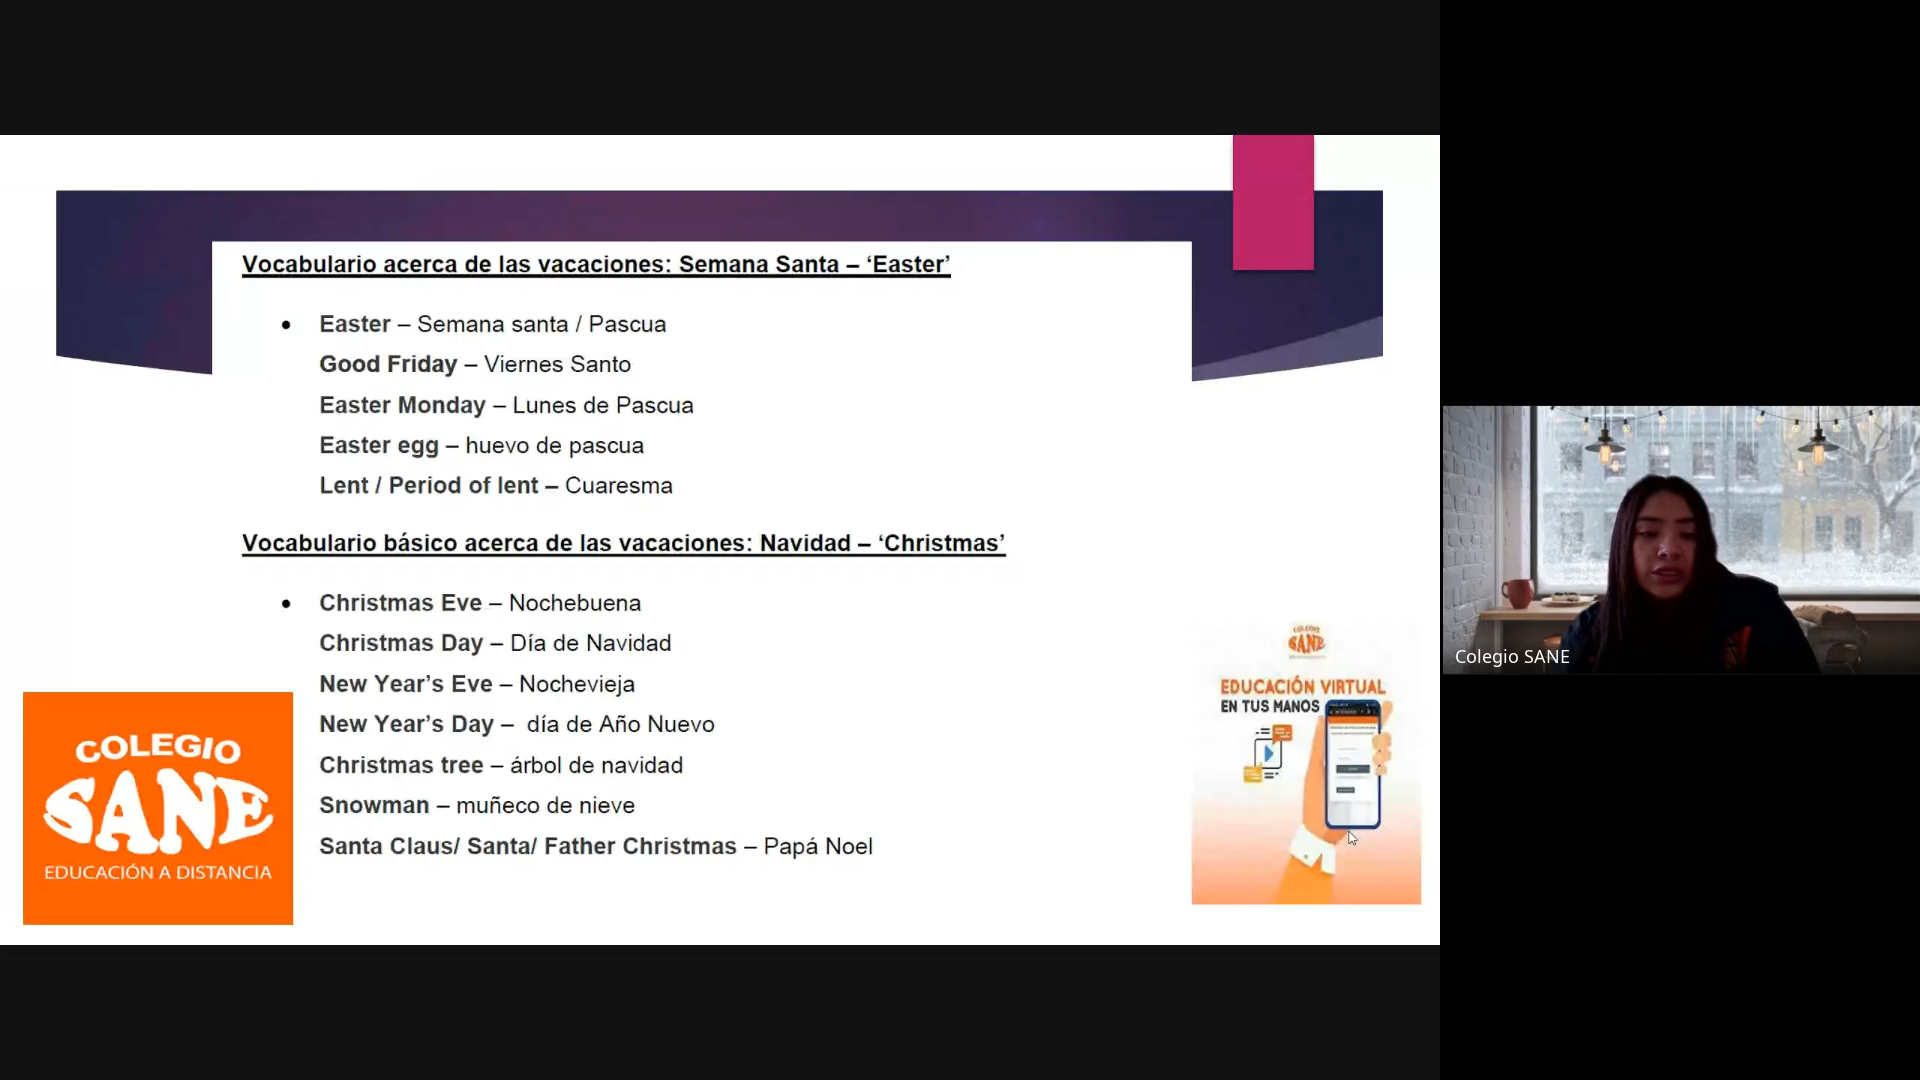 Vocabulario acerca de las vacaciones: Semana Santa – ‘Easter’
• Easter – Semana santa / Pascua
Good Friday – Viernes Santo
Easter Monday – Lunes de Pascua
Easter egg – huevo de pascua
Lent / Period of lent – Cuaresma
Vocabulario básico acerca de las vacaciones: Navidad – ‘Christmas’
• Christmas Eve – Nochebuena
Christmas Day – Día de Navidad
New Year’s Eve – Nochevieja
New Year’s Day –  día de Año Nuevo
Christmas tree – árbol de navidad
Snowman – muñeco de nieve
Santa Claus/ Santa/ Father Christmas – Papá Noel
COLEGIO
SANE
EDUCACIÓN A DISTANCIA
COLEGIO
SANE
EDUCACIÓN VIRTUAL
EN TUS MANOS
Colegio SANE